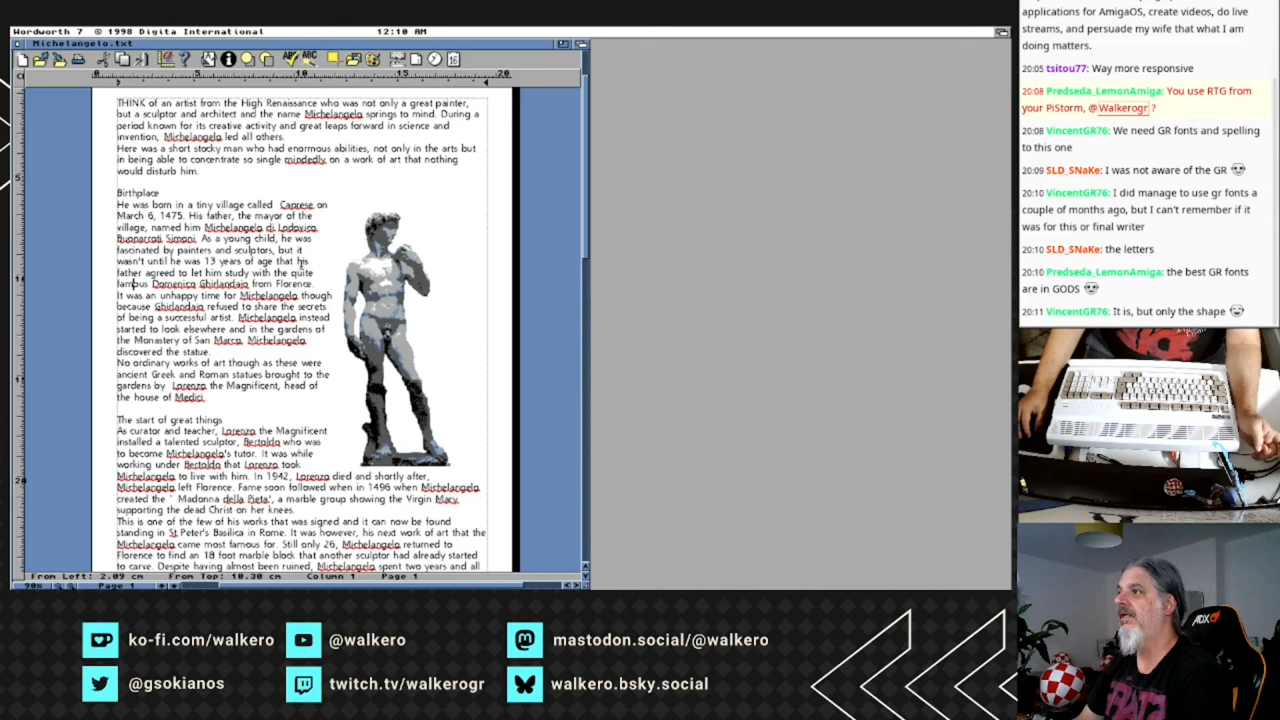 Wordworth 7 © 1998 Digita International
12:10 AM
Michelangelo.txt
0 5 10 15 20
THINK of an artist from the High Renaissance who was not only a great painter,
but a sculptor and architect and the name Michelangelo springs to mind. During a
period known for its creative activity and great leaps forward in science and
invention, Michelangelo led all others.
Here was a short stocky man who had enormous abilities, not only in the arts but
in being able to concentrate so single mindedly on a work of art that nothing
would disturb him.
Birthplace
He was born in a tiny village called Caprese on
March 6, 1475. His father, the mayor of the
village, named him Michelangelo di Lodovico
Buonarroti Simoni. As a young child, he was
fascinated by painters and sculptors, but it
wasn't until he was 13 years of age that his
father agreed to let him study with the quite
famous Domenico Ghirlandaio from Florence.
It was an unhappy time for Michelangelo though
because Ghirlandaio refused to share the secrets
of being a successful artist. Michelangelo instead
started to look elsewhere and in the gardens of
the Monastery of San Marco, Michelangelo
discovered the statue.
No ordinary works of art though as these were
ancient Greek and Roman statues brought to the
gardens by Lorenzo the Magnificent, head of
the house of Medici.
The start of great things
As curator and teacher, Lorenzo the Magnificent
installed a talented sculptor, Bertoldo who was
to become Michelangelo's tutor. It was while
working under Bertoldo that Lorenzo took
Michelangelo to live with him. In 1942, Lorenzo died and shortly after,
Michelangelo left Florence. Fame soon followed when in 1496 when Michelangelo
created the ` Madonna della Pieta', a marble group showing the Virgin Mary
supporting the dead Christ on her knees.
This is one of the few of his works that was signed and it can now be found
standing in St Peter's Basilica in Rome. It was however, his next work of art that the
Michelangelo came most famous for. Still only 26, Michelangelo returned to
Florence to find an 18 foot marble block that another sculptor had already started
to carve. Despite having almost been ruined, Michelangelo spent two years and all
From Left: 2.09 cm From Top: 10.30 cm Column 1 Page 1
90% Page 1
applications for AmigaOS, create videos, do live
streams, and persuade my wife that what I am
doing matters.
20:05 tsitou77: Way more responsive
20:08 Predseda_LemonAmiga: You use RTG from
your PiStorm, @Walkerogr ?
20:08 VincentGR76: We need GR fonts and spelling
to this one
20:09 SLD_SNaKe: I was not aware of the GR
20:10 VincentGR76: I did manage to use gr fonts a
couple of months ago, but I can't remember if it
was for this or final writer
20:10 SLD_SNaKe: the letters
20:10 Predseda_LemonAmiga: the best GR fonts
are in GODS
20:11 VincentGR76: It is, but only the shape
ADX
ko-fi.com/walkero
@walkero
mastodon.social/@walkero
@gsokianos
twitch.tv/walkerogr
walkero.bsky.social